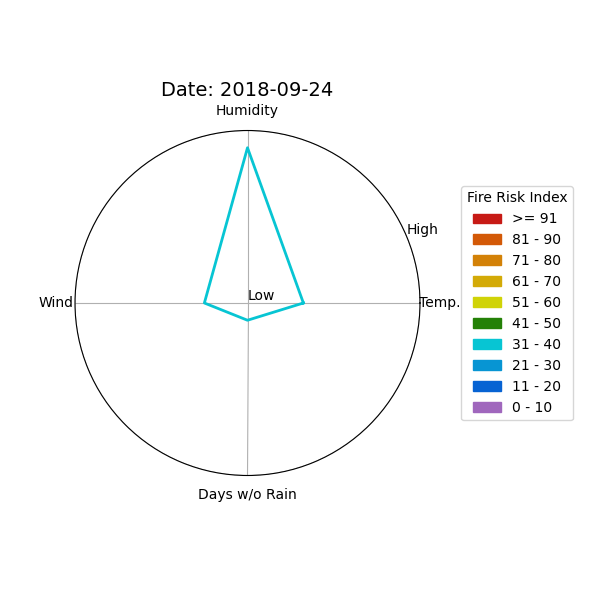 Date: 2018-09-24
Humidity
High
Low
Wind
Temp.
Days w/o Rain
Fire Risk Index
>= 91
81 - 90
71 - 80
61 - 70
51 - 60
41 - 50
31 - 40
21 - 30
11 - 20
0 - 10